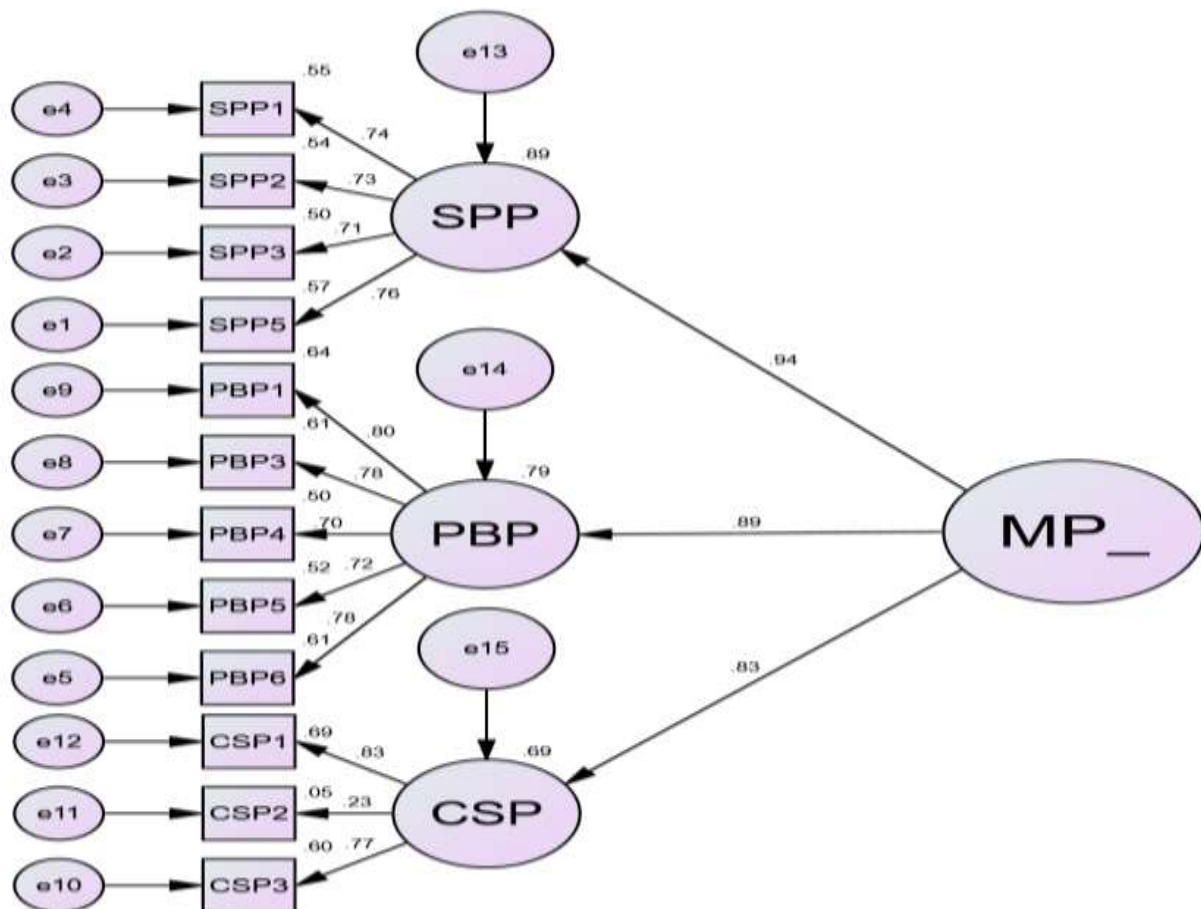 e13
.55
e4
SPP1
.74
.54
.89
e3
SPP2
.73
SPP
.50
.71
e2
SPP3
.57
.76
e1
SPP5
.64
e14
.94
e9
PBP1
.61
.80
e8
PBP3
.78
.79
.50
e7
PBP4
.70
PBP
.89
MP_
.52
.72
e6
PBP5
.78
.61
e15
e5
PBP6
.83
e12
CSP1
.69
.83
.69
e11
CSP2
.05
.23
CSP
.60
.77
e10
CSP3